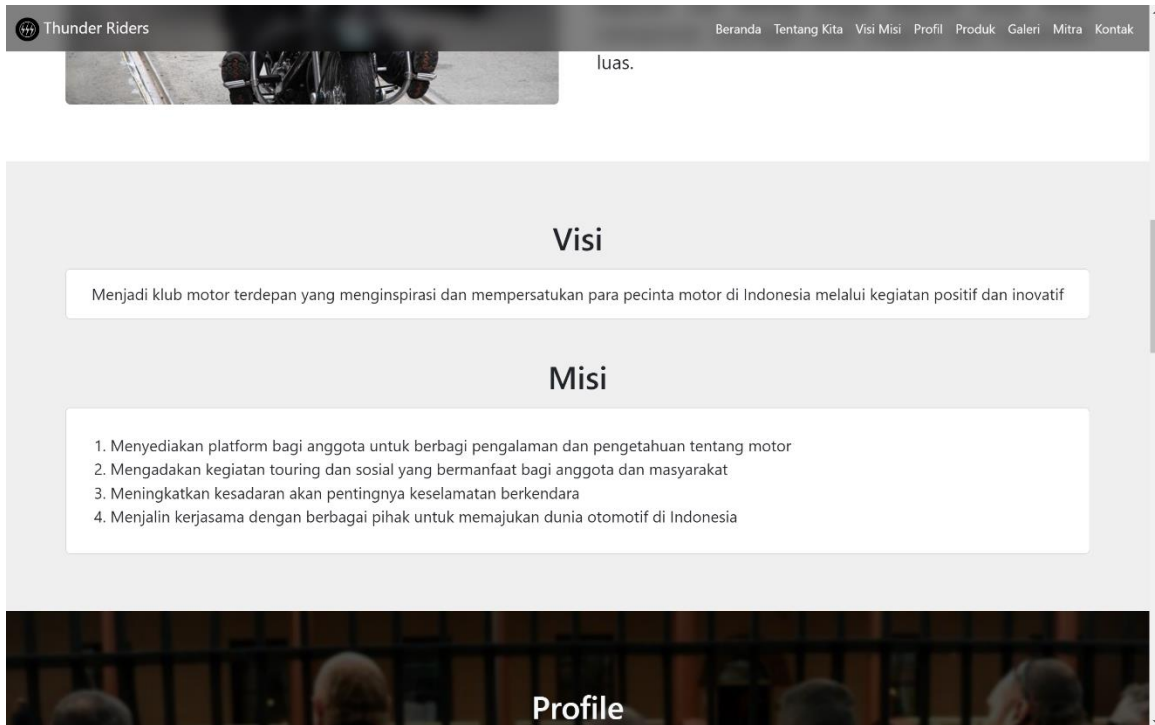 Thunder Riders
Beranda Tentang Kita Visi Misi Profil Produk Galeri Mitra Kontak
luas.
Visi
Menjadi klub motor terdepan yang menginspirasi dan mempersatukan para pecinta motor di Indonesia melalui kegiatan positif dan inovatif
Misi
1. Menyediakan platform bagi anggota untuk berbagi pengalaman dan pengetahuan tentang motor
2. Mengadakan kegiatan touring dan sosial yang bermanfaat bagi anggota dan masyarakat
3. Meningkatkan kesadaran akan pentingnya keselamatan berkendara
4. Menjalin kerjasama dengan berbagai pihak untuk memajukan dunia otomotif di Indonesia
Profile